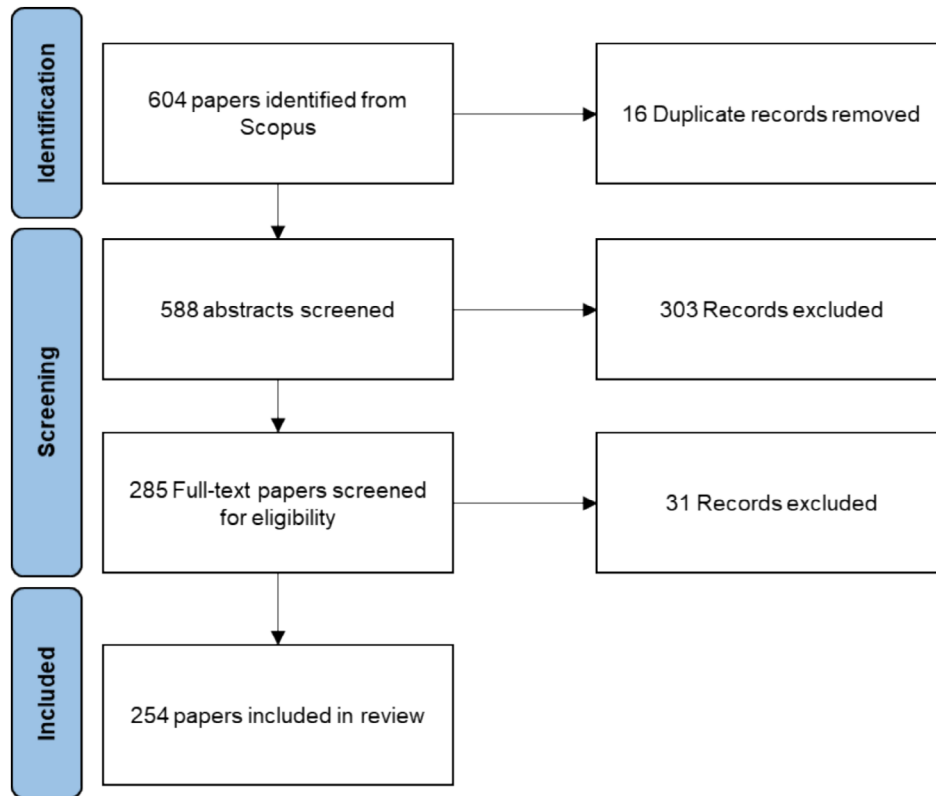 Identification
604 papers identified from
Scopus
16 Duplicate records removed
Screening
588 abstracts screened
303 Records excluded
285 Full-text papers screened
for eligibility
31 Records excluded
Included
254 papers included in review